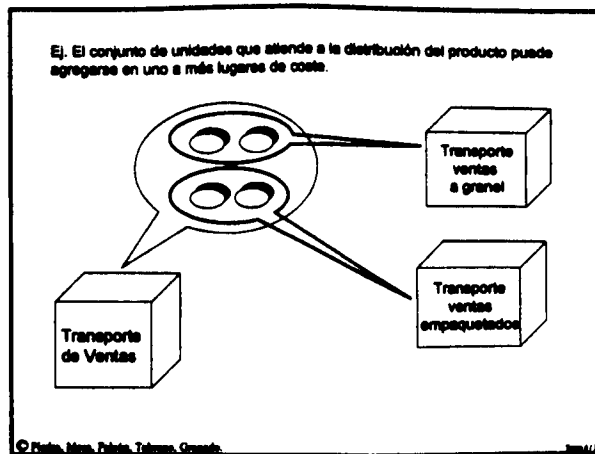 Ej. El conjunto de unidades que atiende a la distribución del producto puede
agregarse en uno a más lugares de coste.
Transporte
ventas
a granel
Transporte
ventas
empaquetados
Transporte
de Ventas
©